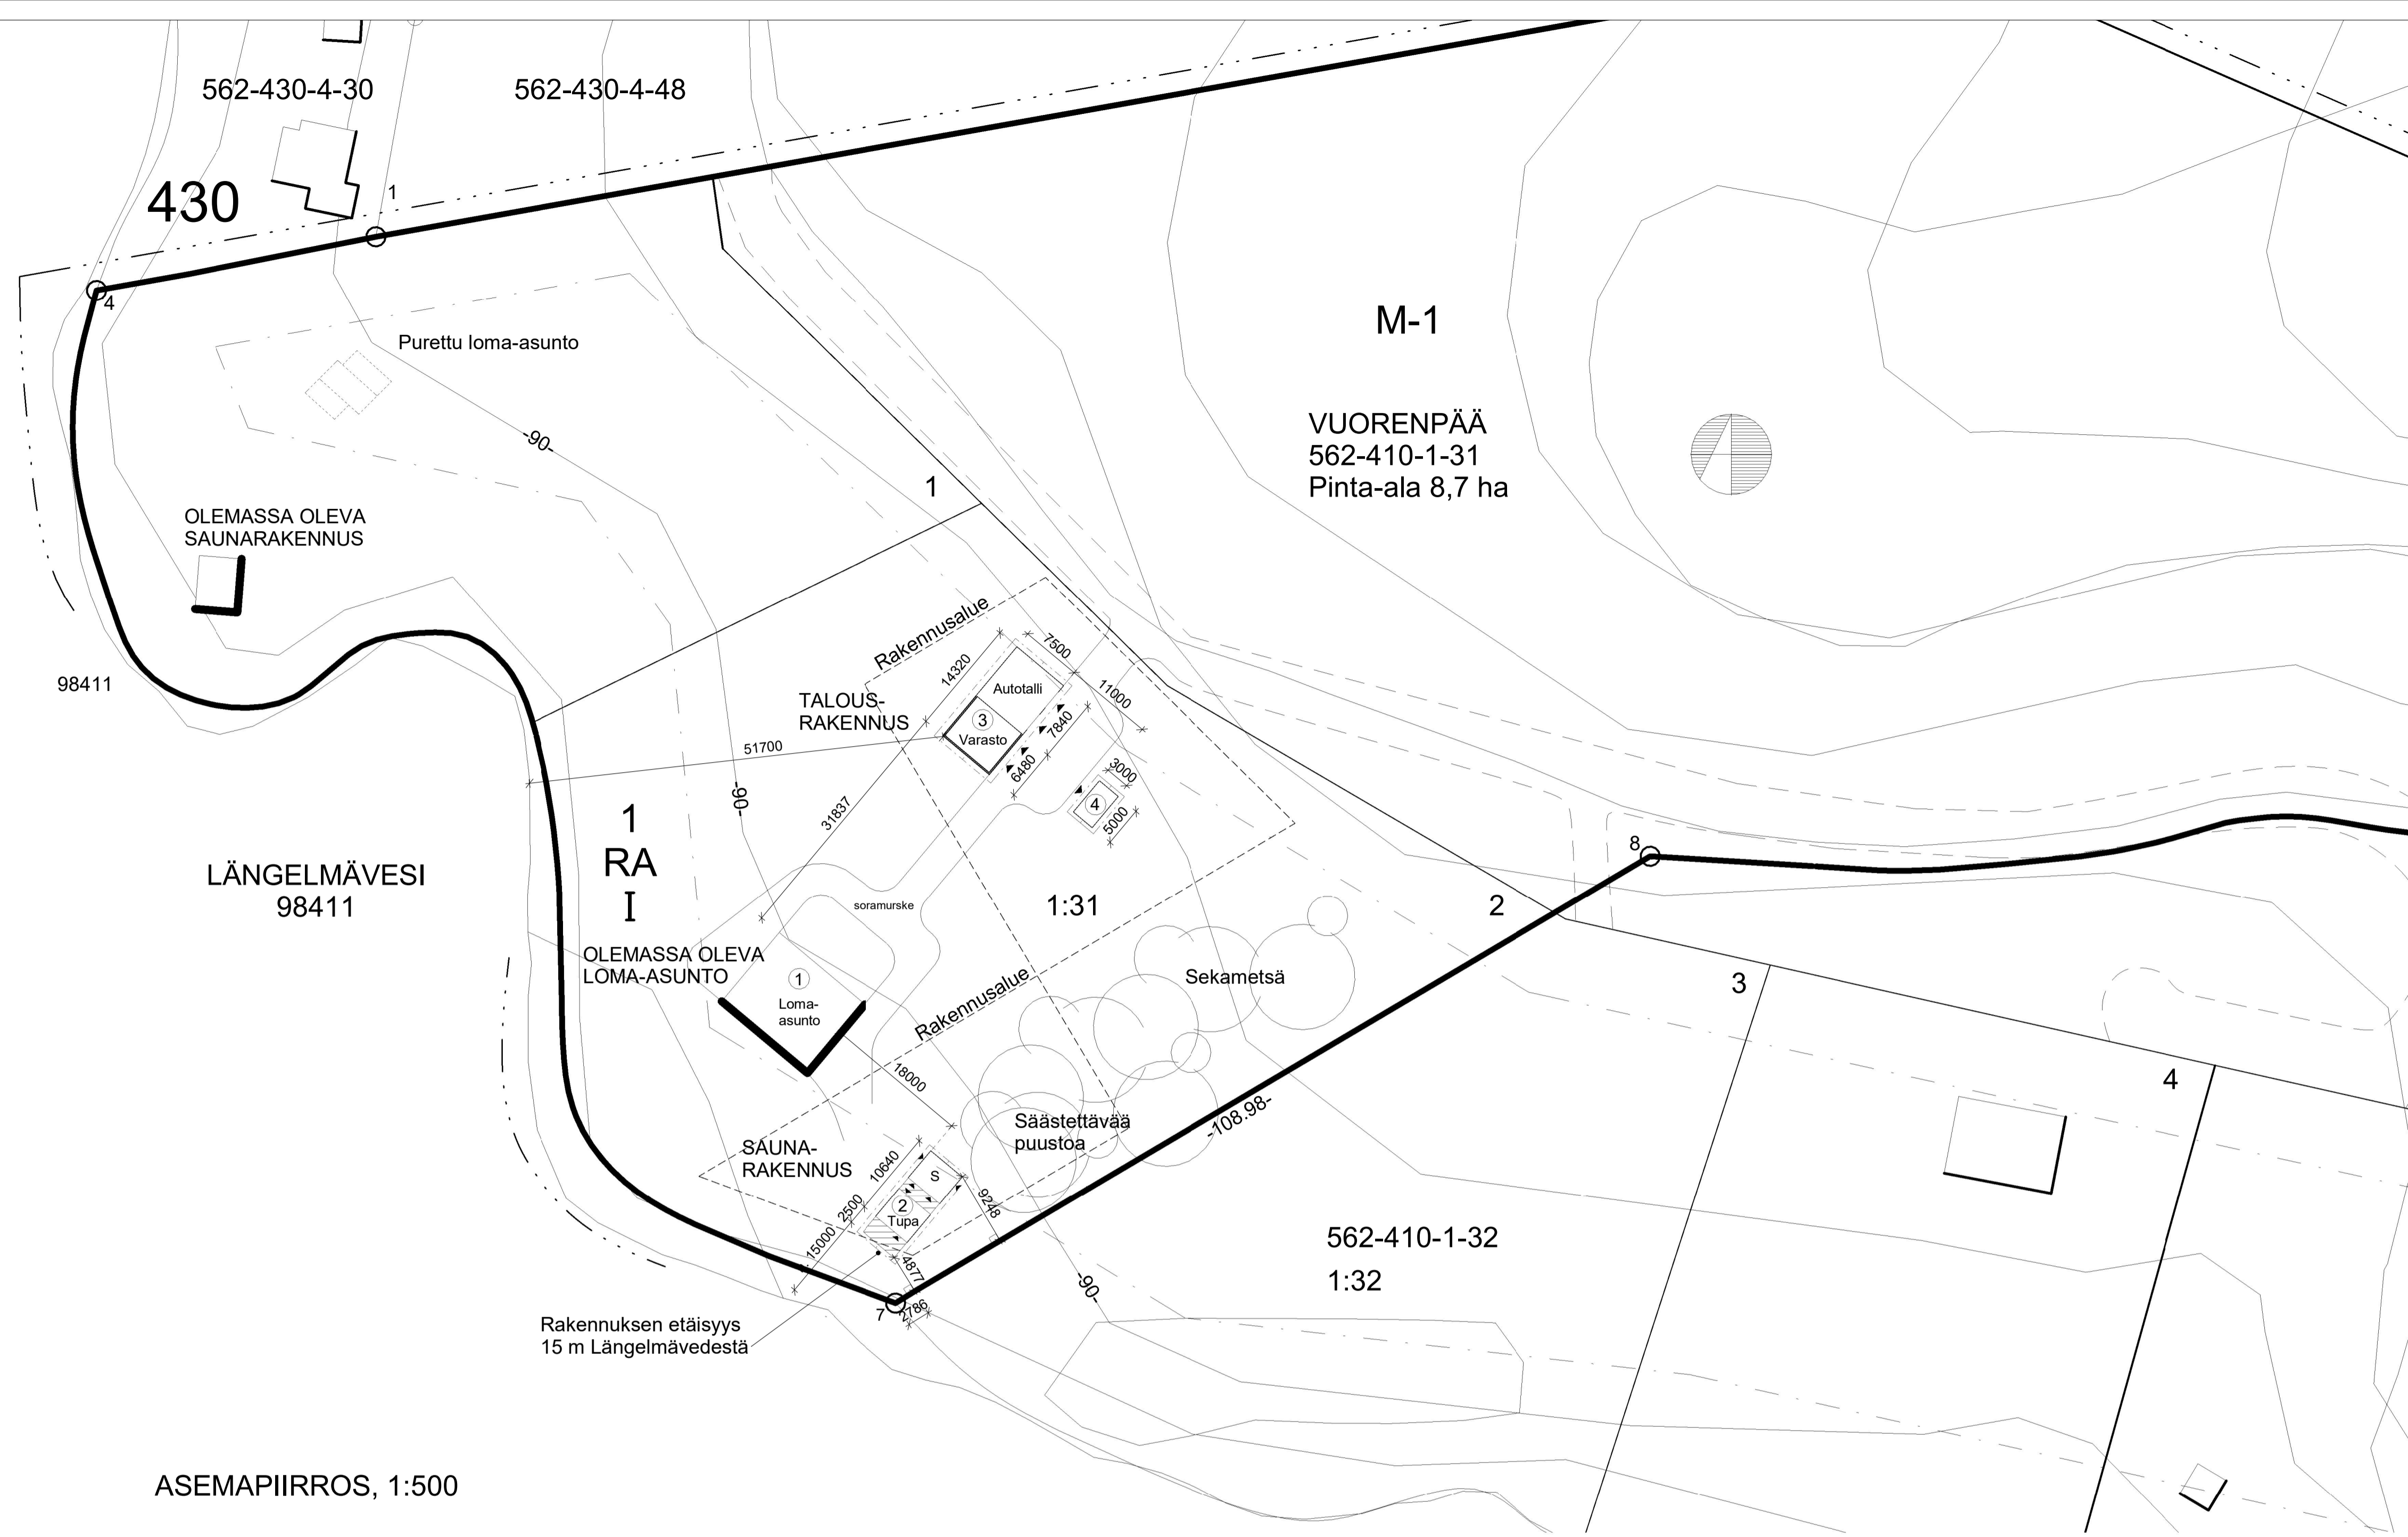 562-430-4-30
562-430-4-48
430
1
4
Purettu loma-asunto
M-1
-90-
VUORENPÄÄ
562-410-1-31
Pinta-ala 8,7 ha
1
OLEMASSA OLEVA
SAUNARAKENNUS
98411
Rakennusalue
7500
14320
Autotalli
11000
TALOUS-
RAKENNUS
3
Varasto
7840
51700
6480
3000
4
5000
-90-
31837
1
RA
I
LÄNGELMÄVESI
98411
soramurske
1:31
8
2
OLEMASSA OLEVA
LOMA-ASUNTO
1
Loma-
asunto
Rakennusalue
Sekametsä
3
18000
4
-108.98-
Säästettävää
puustoa
SAUNA-
RAKENNUS
10640
S
2500
2
Tupa
9248
15000
4877
562-410-1-32
1:32
-90-
7
2786
Rakennuksen etäisyys
15 m Längelmävedestä
ASEMAPIIRROS, 1:500